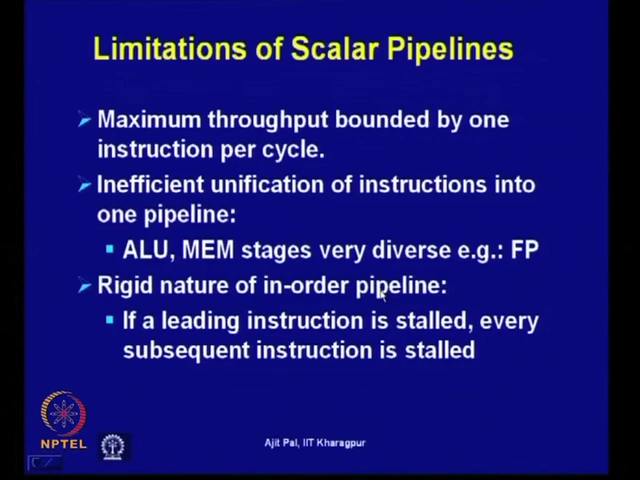 Limitations of Scalar Pipelines
Maximum throughput bounded by one
instruction per cycle.
Inefficient unification of instructions into
one pipeline:
ALU, MEM stages very diverse e.g.: FP
Rigid nature of in-order pipeline:
If a leading instruction is stalled, every
subsequent instruction is stalled
NPTEL
Ajit Pal, IIT Kharagpur